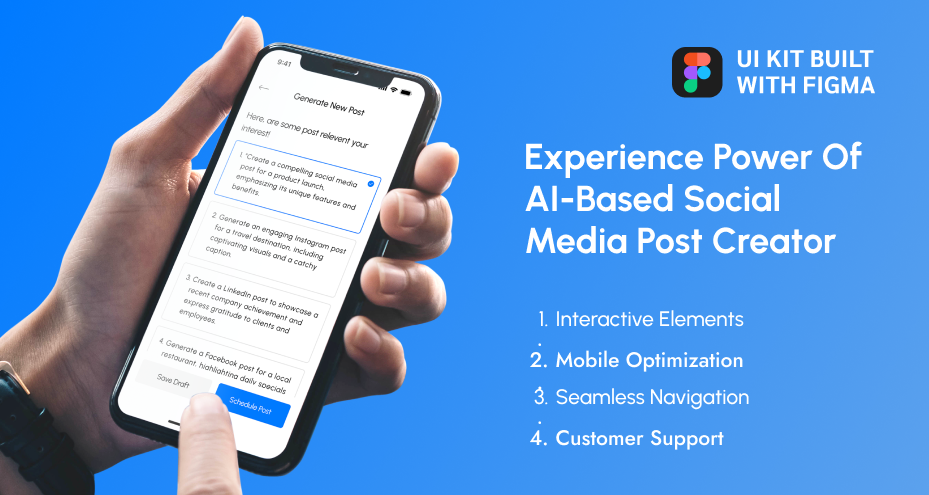 9:41
Generate New Post
Here, are some post relevent your
interest!
1. "Create a compelling social media
post for a product launch,
emphasizing its unique features and
benefits.
2. Generate an engaging Instagram post
for a travel destination, including
captivating visuals and a catchy
caption.
3. Create a LinkedIn post to showcase a
recent company achievement and
express gratitude to clients and
employees.
4. Generate a Facebook post for a local
restaurant, highlighting daily specials
Save Draft
Schedule Post
UI KIT BUILT
WITH FIGMA
Experience Power Of
AI-Based Social
Media Post Creator
1. Interactive Elements
2. Mobile Optimization
3. Seamless Navigation
4. Customer Support